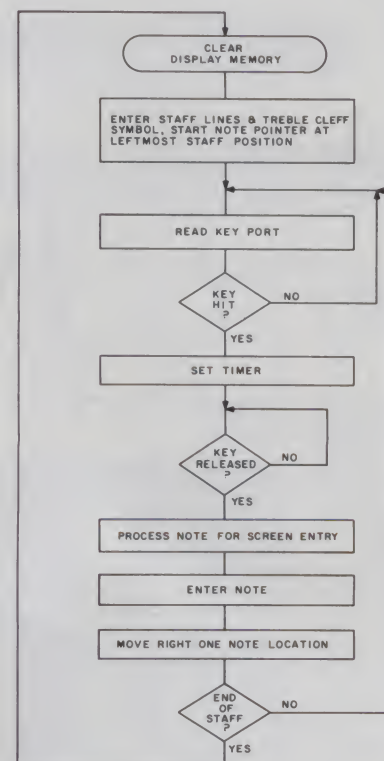 CLEAR
DISPLAY MEMORY
ENTER STAFF LINES & TREBLE CLEFF
SYMBOL, START NOTE POINTER AT
LEFTMOST STAFF POSITION
READ KEY PORT
KEY
HIT
?
NO
YES
SET TIMER
KEY
RELEASED
?
NO
YES
PROCESS NOTE FOR SCREEN ENTRY
ENTER NOTE
MOVE RIGHT ONE NOTE LOCATION
END
OF
STAFF
?
NO
YES